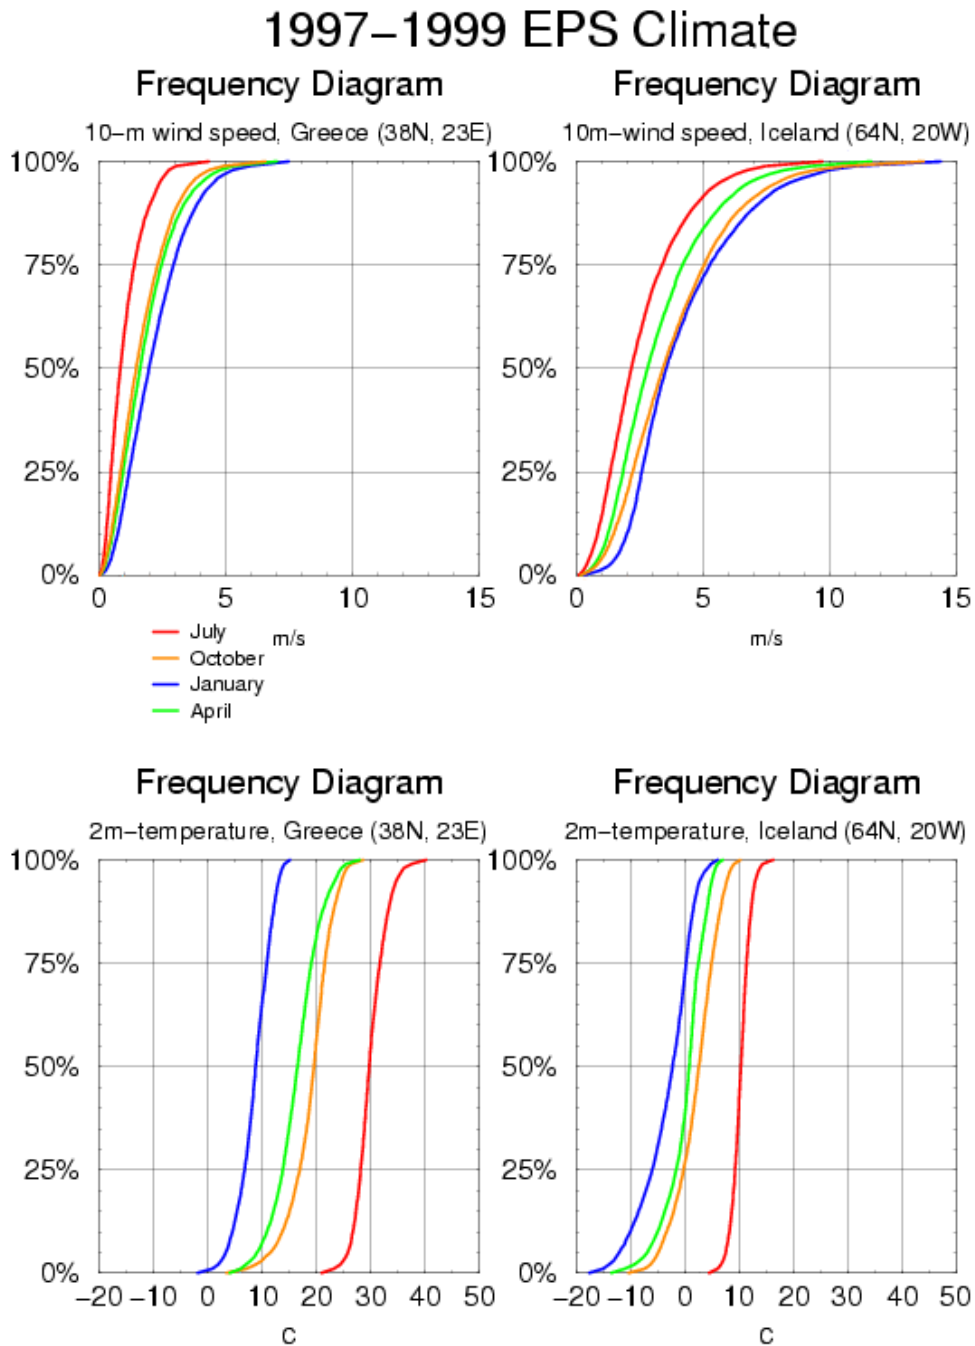 1997–1999 EPS Climate
Frequency Diagram
10–m wind speed, Greece (38N, 23E)
100%
75%
50%
25%
0%
0 5 10 15
m/s
July
October
January
April
Frequency Diagram
10m–wind speed, Iceland (64N, 20W)
100%
75%
50%
25%
0%
0 5 10 15
m/s
Frequency Diagram
2m–temperature, Greece (38N, 23E)
100%
75%
50%
25%
0%
−20 −10 0 10 20 30 40 50
C
Frequency Diagram
2m–temperature, Iceland (64N, 20W)
100%
75%
50%
25%
0%
−20 −10 0 10 20 30 40 50
C